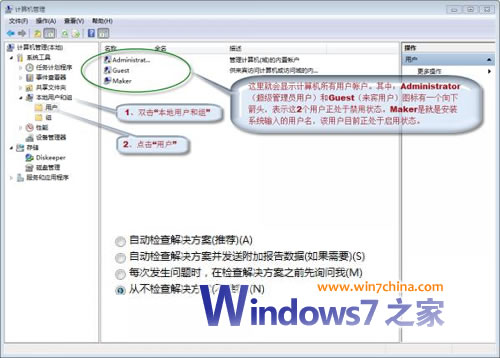 计算机管理
文件(F) 操作(A) 查看(V) 帮助(H)
计算机管理(本地)
系统工具
任务计划程序
事件查看器
共享文件夹
本地用户和组
用户
组
性能
设备管理器
存储
Diskeeper
磁盘管理
服务和应用程序
名称 全名 描述
Administrat... 管理计算机(域)的内置帐户
Guest 供来宾访问计算机或访问域的内...
Maker
操作
用户
更多操作
这里就会显示计算机所有用户帐户。其中，Administrator
（超级管理员用户）和Guest（来宾用户）图标有一个向下
箭头，表示这2个用户正处于禁用状态。Maker是就是安装
系统输入的用户名，该用户目前正处于启用状态。
1、双击“本地用户和组”
2、点击“用户”
自动检查解决方案(推荐)(A)
自动检查解决方案并发送附加报告数据(如果需要)(S)
每次发生问题时，在检查解决方案之前先询问我(M)
从不检查解决方 (N)
www.win7china.com
Windows7之家